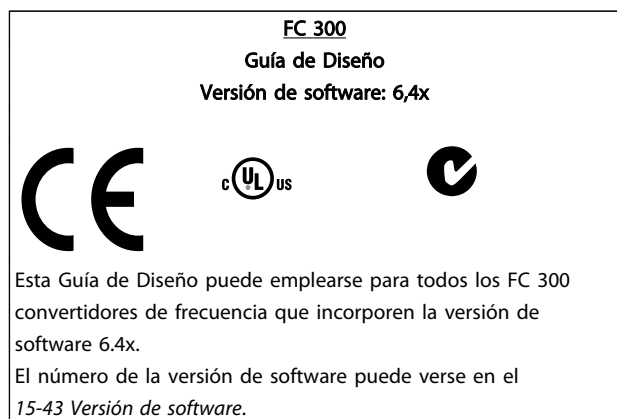 FC 300
Guía de Diseño
Versión de software: 6,4x
CE
c UL ® US
Esta Guía de Diseño puede emplearse para todos los FC 300
convertidores de frecuencia que incorporen la versión de
software 6.4x.
El número de la versión de software puede verse en el
15-43 Versión de software.